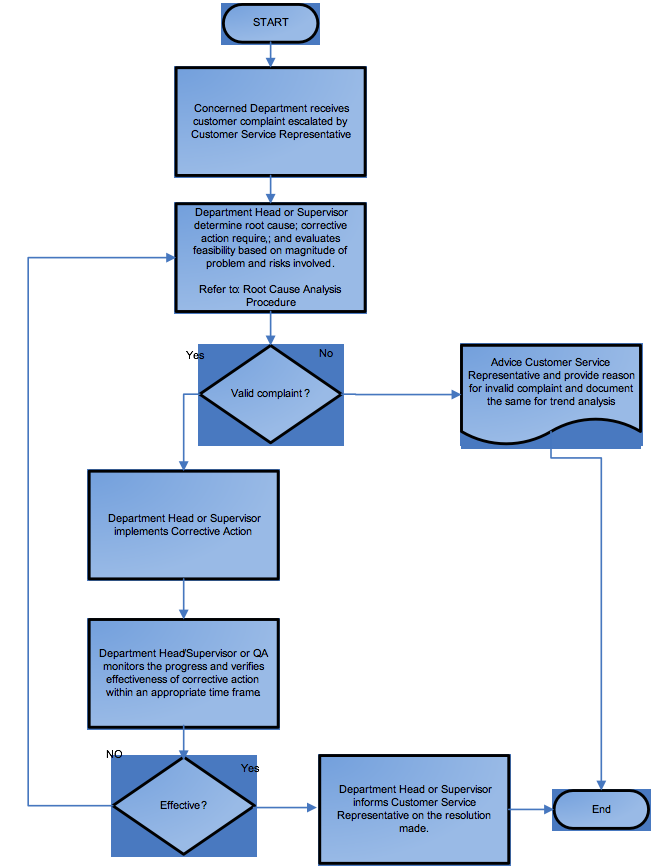 START
Concerned Department receives
customer complaint escalated by
Customer Service Representative
Department Head or Supervisor
determine root cause; corrective
action require,; and evaluates
feasibility based on magnitude of
problem and risks involved.
Refer to: Root Cause Analysis
Procedure
Yes
No
Valid complaint?
Advice Customer Service
Representative and provide reason
for invalid complaint and document
the same for trend analysis
Department Head or Supervisor
implements Corrective Action
Department Head/Supervisor or QA
monitors the progress and verifies
effectiveness of corrective action
within an appropriate time frame.
NO
Yes
Effective?
Department Head or Supervisor
informs Customer Service
Representative on the resolution
made.
End